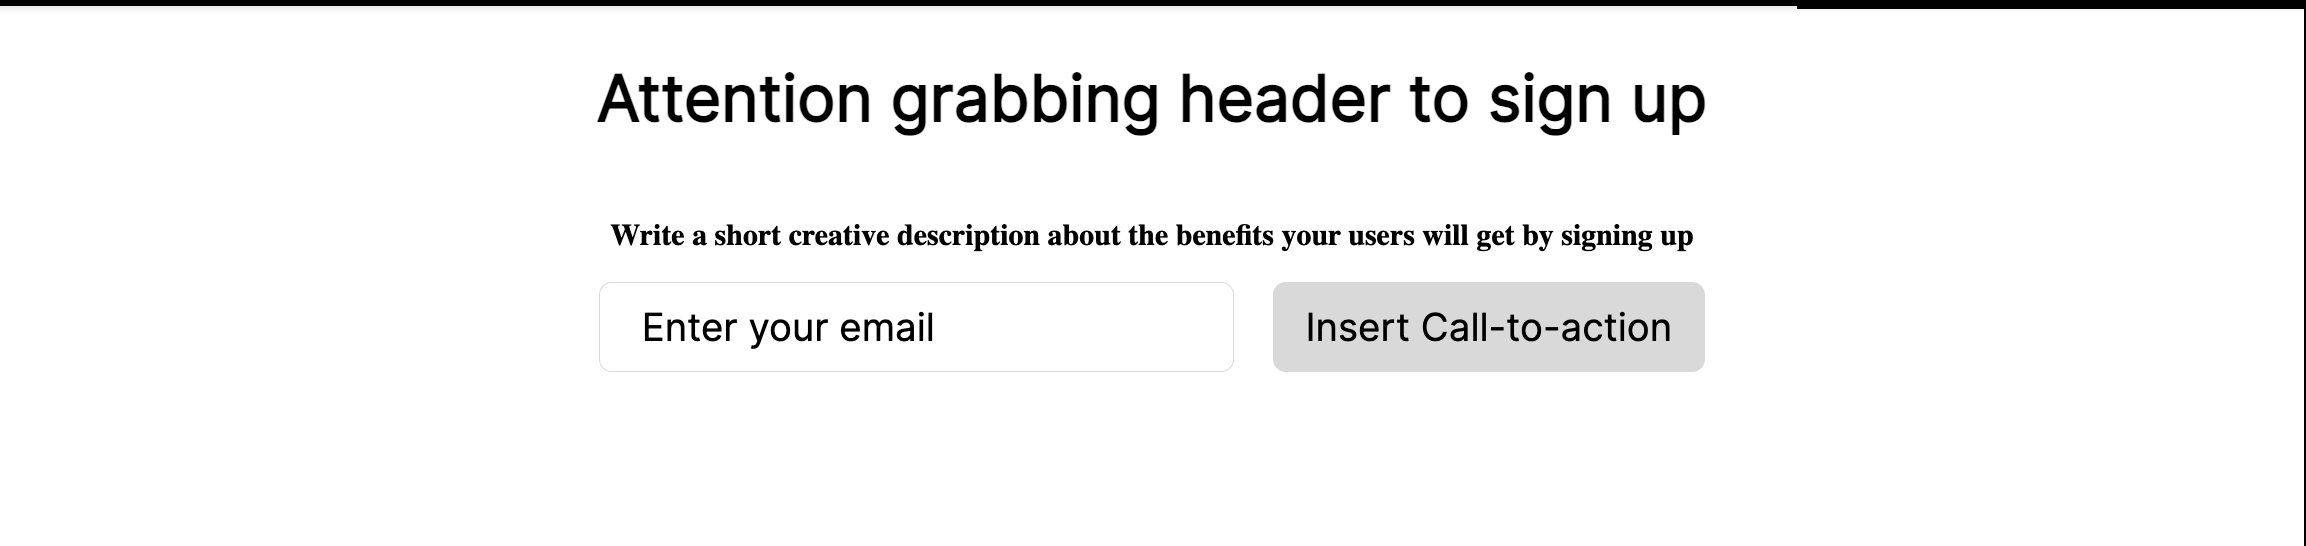 Attention grabbing header to sign up
Write a short creative description about the benefits your users will get by signing up
Enter your email
Insert Call-to-action